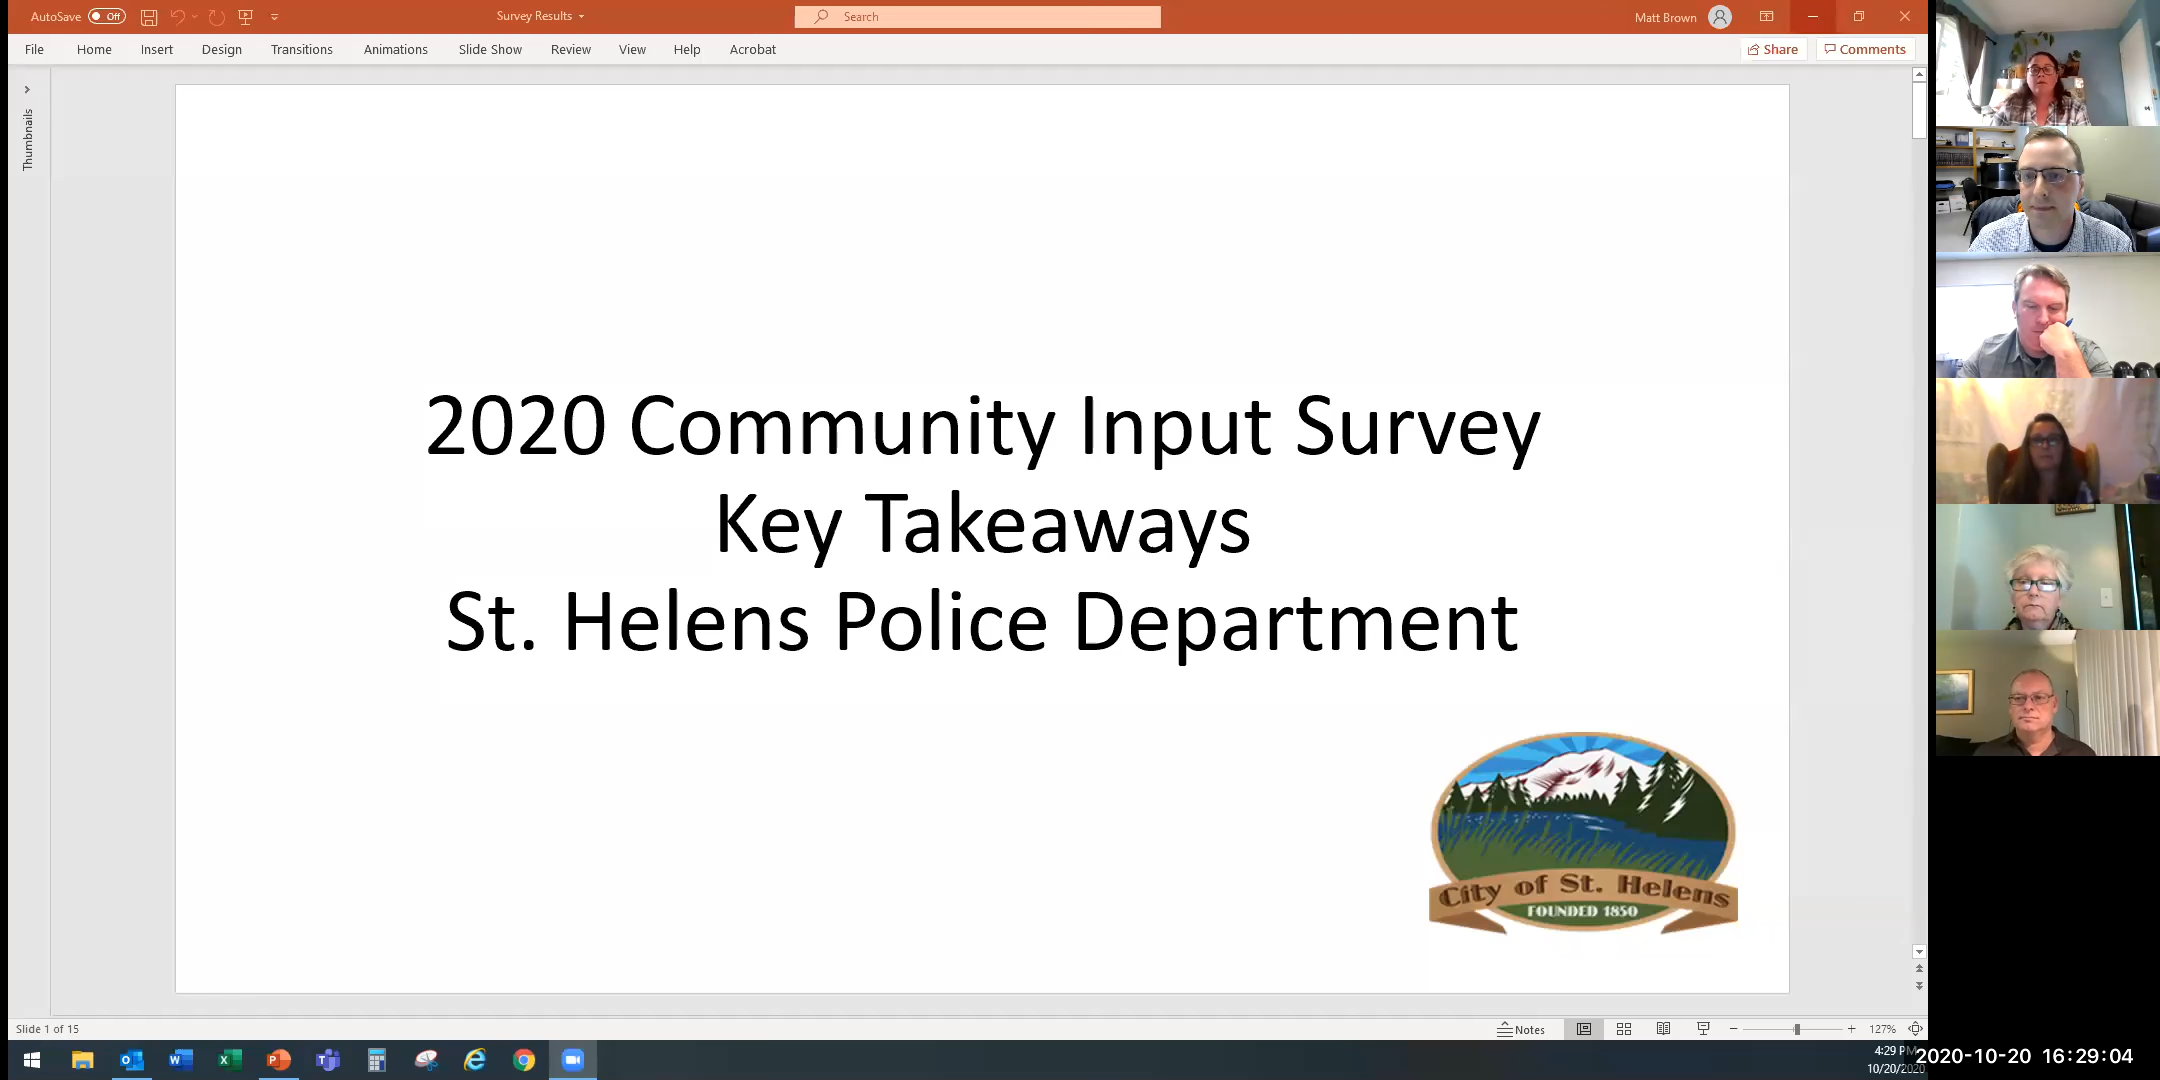 AutoSave Off Survey Results Search Matt Brown
File Home Insert Design Transitions Animations Slide Show Review View Help Acrobat Share Comments
Thumbnails
2020 Community Input Survey
Key Takeaways
St. Helens Police Department
City of St. Helens
FOUNDED 1850
Slide 1 of 15 Notes 127%
4:29 PM
10/20/2020
2020-10-20 16:29:04